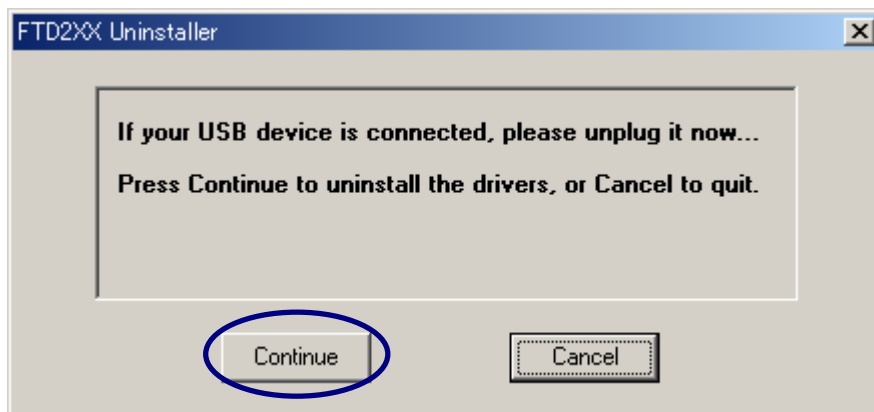 FTD2XX Uninstaller
If your USB device is connected, please unplug it now...
Press Continue to uninstall the drivers, or Cancel to quit.
Continue Cancel